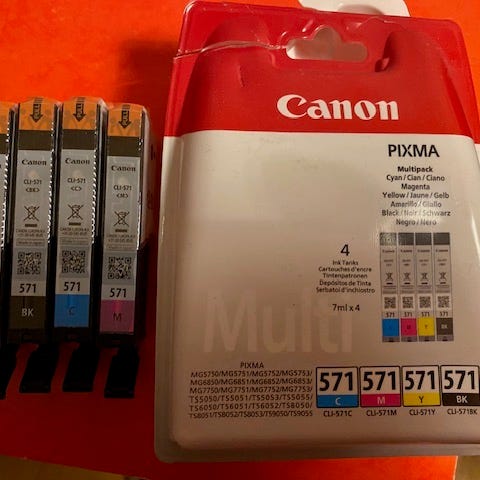 PULL
Canon
CLI-571
<BK>
571
BK
PULL
Canon
CLI-571
<C>
571
C
Canon
CLI-571
<M>
571
M
Canon
PIXMA
Multipack
Cyan / Cian / Ciano
Magenta
Yellow / Jaune / Gelb
Amarillo / Giallo
Black / Noir / Schwarz
Negro / Nero
4
Ink Tanks
Cartouches d'encre
Tintenpatronen
Depósitos de Tinta
Serbatoi d'inchiostro
7ml x 4
Multi
PIXMA
MG5750/MG5751/MG5752/MG5753/
MG6850/MG6851/MG6852/MG6853/
MG7750/MG7751/MG7752/MG7753/
TS5050/TS5051/TS5053/TS5055/
TS6050/TS6051/TS6052/TS8050/
TS8051/TS8052/TS8053/TS9050/TS9055
571 571 571 571
C M Y BK
CLI-571C CLI-571M CLI-571Y CLI-571BK